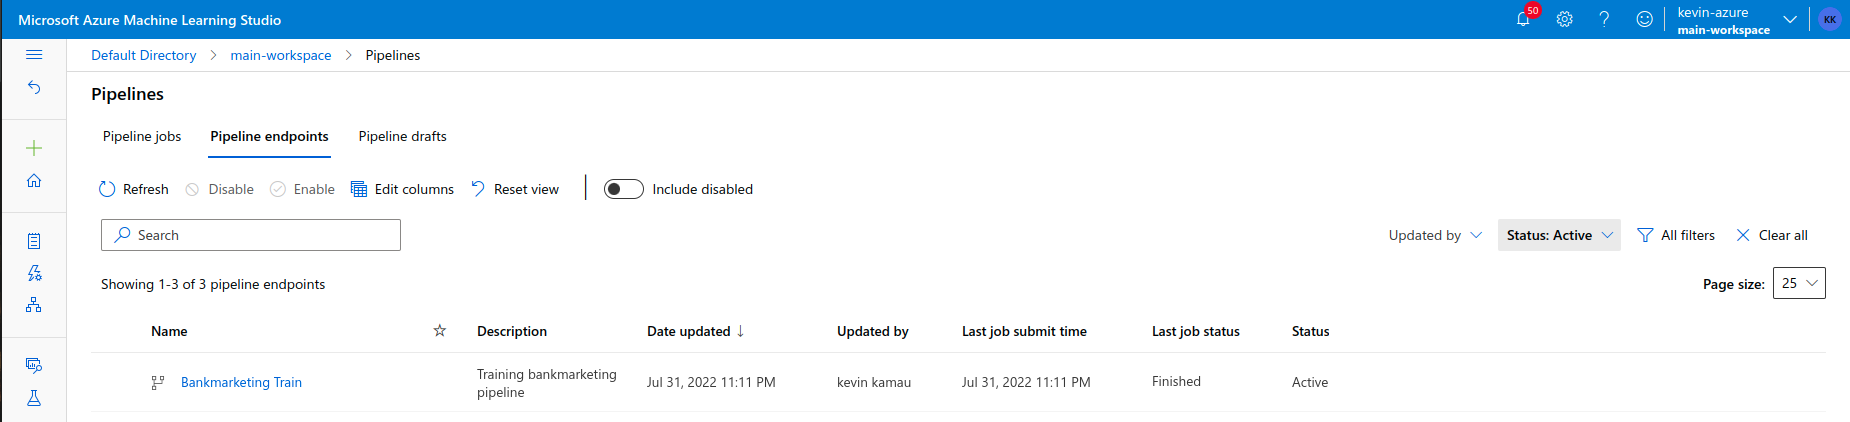 Microsoft Azure Machine Learning Studio
50
kevin-azure
main-workspace
KK
Default Directory > main-workspace > Pipelines
Pipelines
Pipeline jobs Pipeline endpoints Pipeline drafts
Refresh Disable Enable Edit columns Reset view Include disabled
Search
Updated by Status: Active All filters Clear all
Showing 1-3 of 3 pipeline endpoints
Page size: 25
Name Description Date updated ↓ Updated by Last job submit time Last job status Status
Bankmarketing Train Training bankmarketing pipeline Jul 31, 2022 11:11 PM kevin kamau Jul 31, 2022 11:11 PM Finished Active